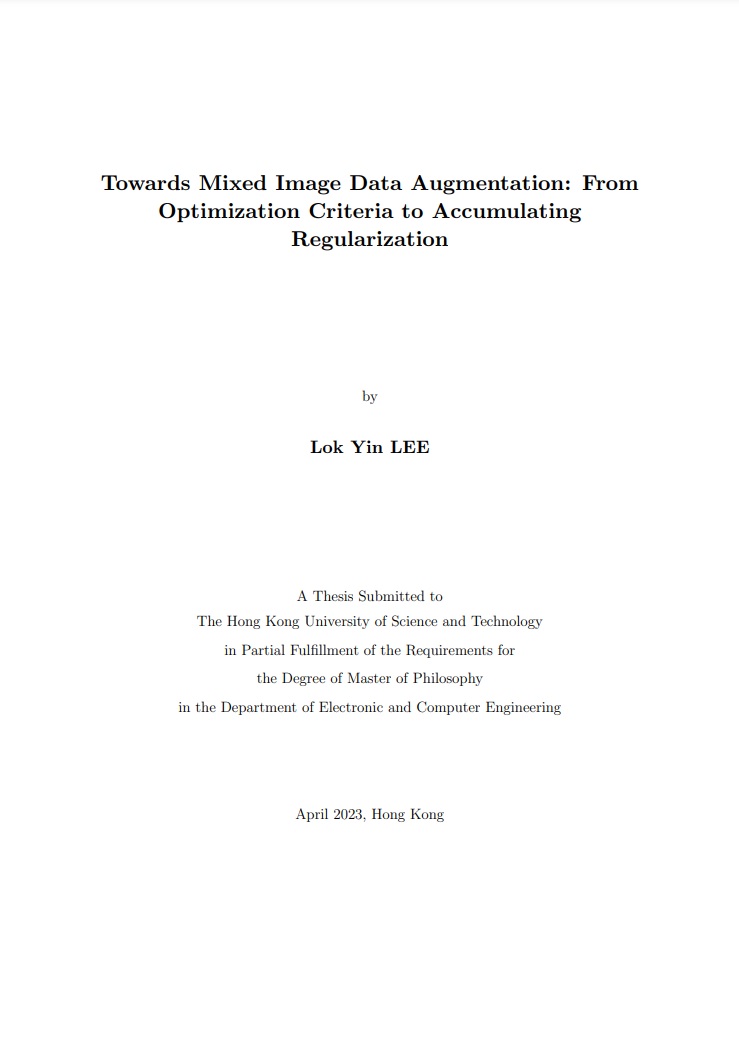 Towards Mixed Image Data Augmentation: From
Optimization Criteria to Accumulating
Regularization
by
Lok Yin LEE
A Thesis Submitted to
The Hong Kong University of Science and Technology
in Partial Fulfillment of the Requirements for
the Degree of Master of Philosophy
in the Department of Electronic and Computer Engineering
April 2023, Hong Kong